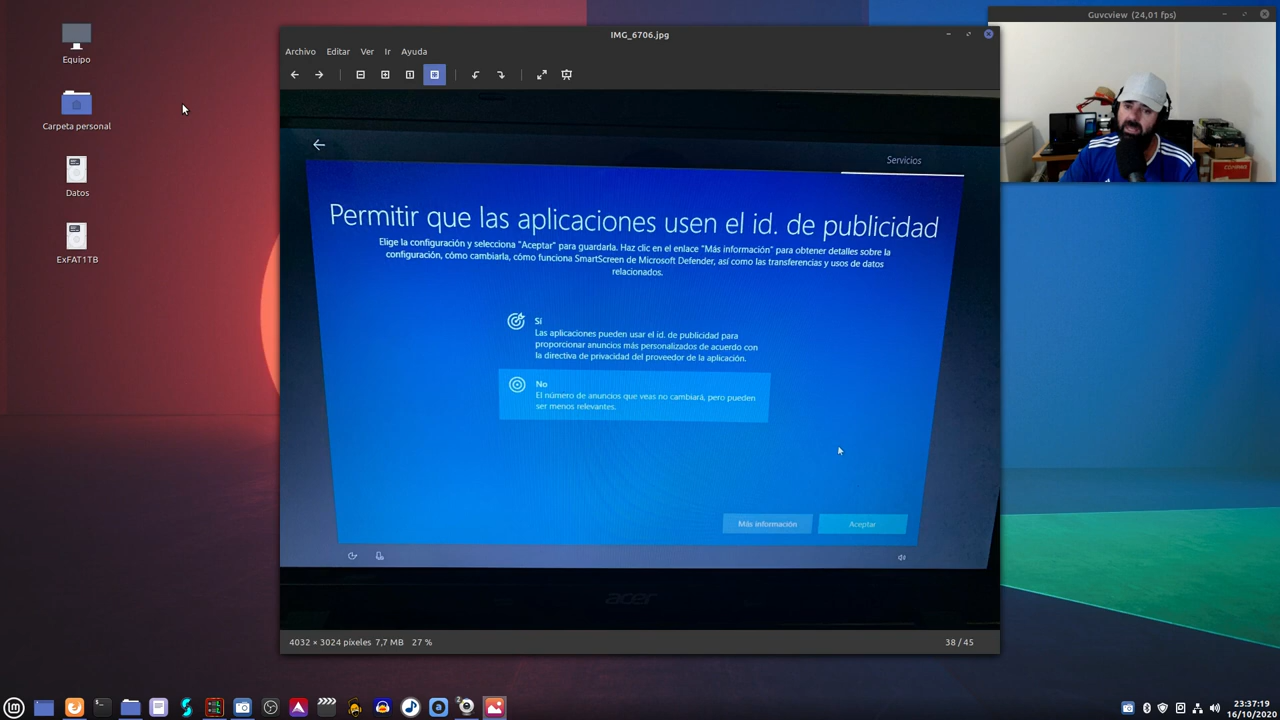 Equipo
Carpeta personal
Datos
ExFAT1TB
IMG_6706.jpg
Archivo Editar Ver Ir Ayuda
Servicios
Permitir que las aplicaciones usen el id. de publicidad
Elige la configuración y selecciona "Aceptar" para guardarla. Haz clic en el enlace "Más información" para obtener detalles sobre la
configuración, cómo cambiarla, cómo funciona SmartScreen de Microsoft Defender, así como las transferencias y usos de datos
relacionados.
Sí
Las aplicaciones pueden usar el id. de publicidad para
proporcionar anuncios más personalizados de acuerdo con
la directiva de privacidad del proveedor de la aplicación.
No
El número de anuncios que veas no cambiará, pero pueden
ser menos relevantes.
Más información Aceptar
acer
4032 × 3024 píxeles 7,7 MB 27 % 38 / 45
Guvcview (24,01 fps)
COMPAQ
23:37:19
16/10/2020